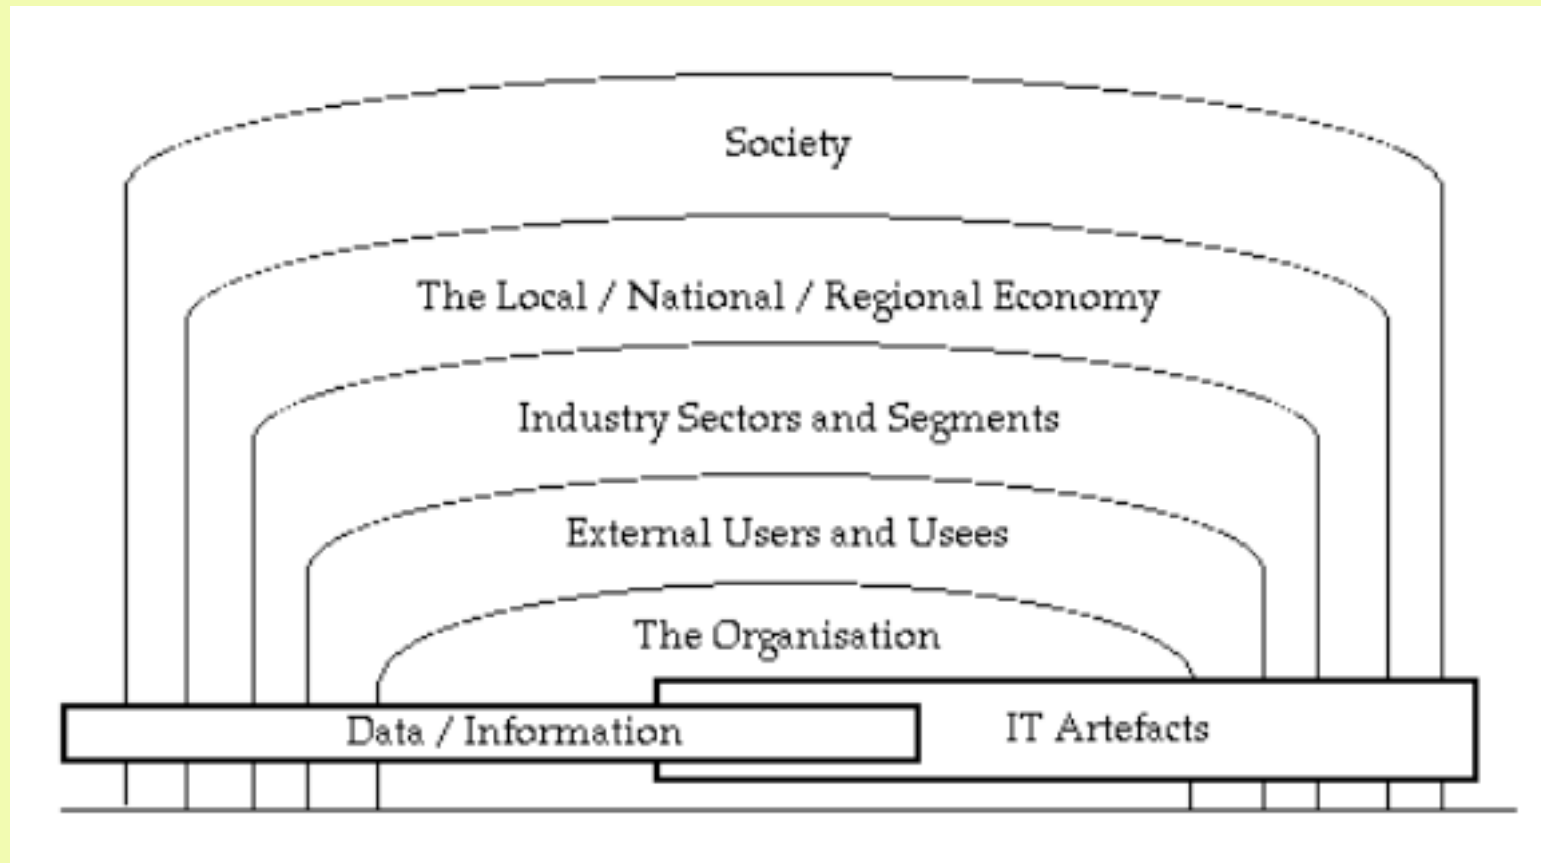 Society
The Local / National / Regional Economy
Industry Sectors and Segments
External Users and Usees
The Organisation
Data / Information
IT Artefacts